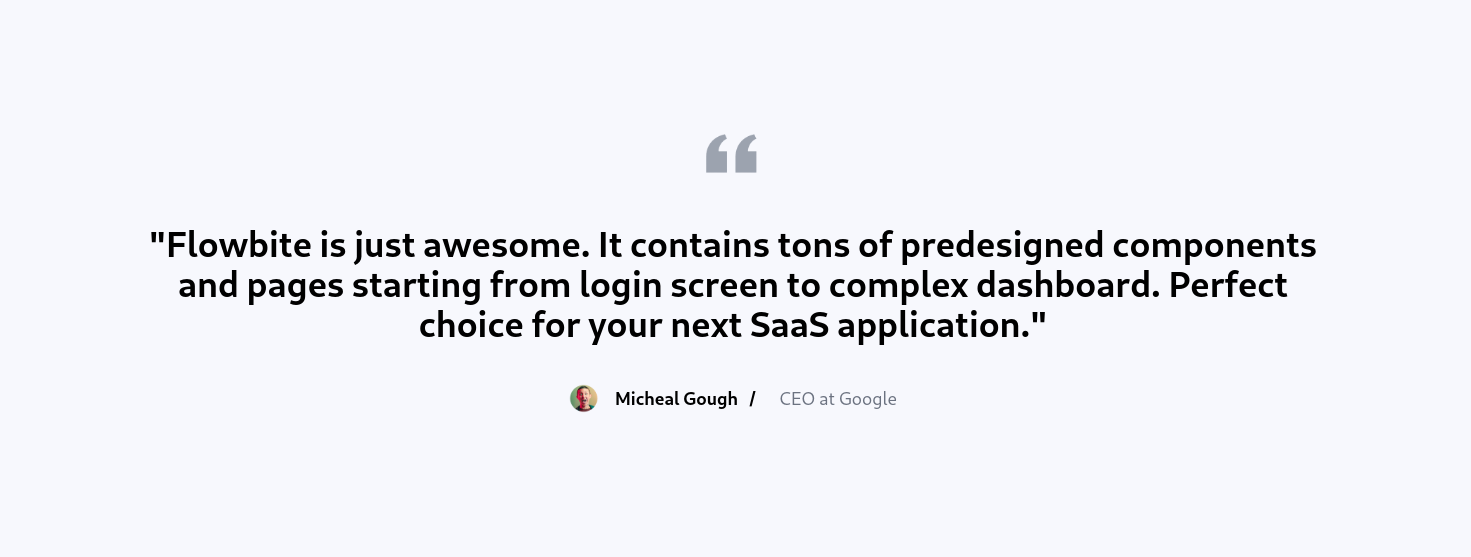 "Flowbite is just awesome. It contains tons of predesigned components
and pages starting from login screen to complex dashboard. Perfect
choice for your next SaaS application."
Micheal Gough / CEO at Google